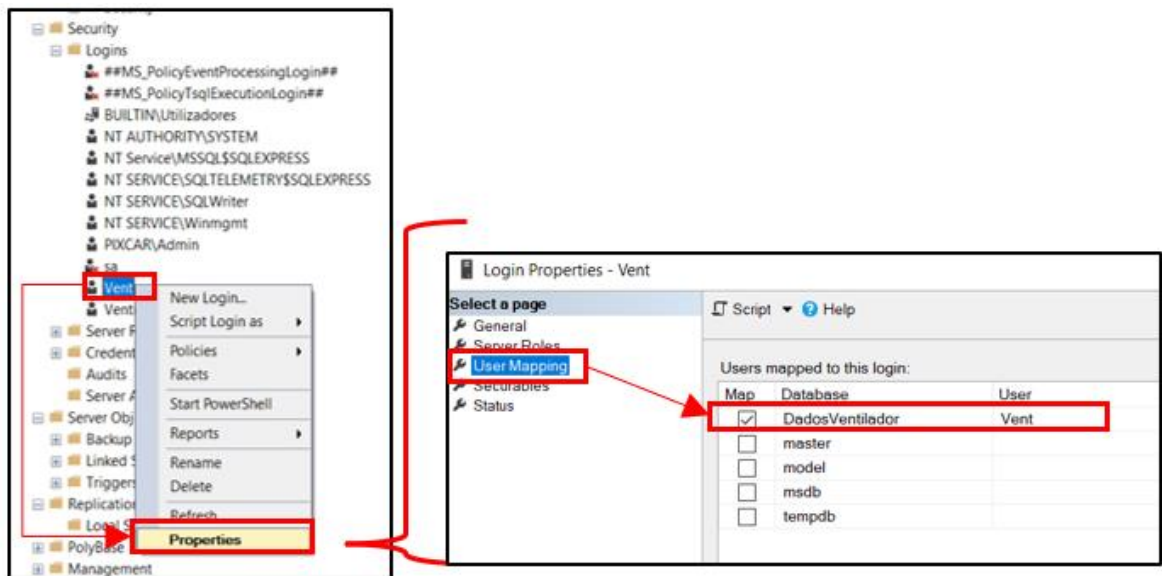 Security
Logins
##MS_PolicyEventProcessingLogin##
##MS_PolicyTsqlExecutionLogin##
BUILTIN\Utilizadores
NT AUTHORITY\SYSTEM
NT Service\MSSQL$SQLEXPRESS
NT SERVICE\SQLTELEMETRY$SQLEXPRESS
NT SERVICE\SQLWriter
NT SERVICE\Winmgmt
PIXCAR\Admin
sa
Vent
Venti
Server R
Credent
Audits
Server A
Server Obj
Backup
Linked S
Triggers
Replication
Local S
PolyBase
Management
New Login...
Script Login as
Policies
Facets
Start PowerShell
Reports
Rename
Delete
Refresh
Properties
Login Properties - Vent
Select a page
General
Server Roles
User Mapping
Securables
Status
Script Help
Users mapped to this login:
Map Database User
DadosVentilador Vent
master
model
msdb
tempdb